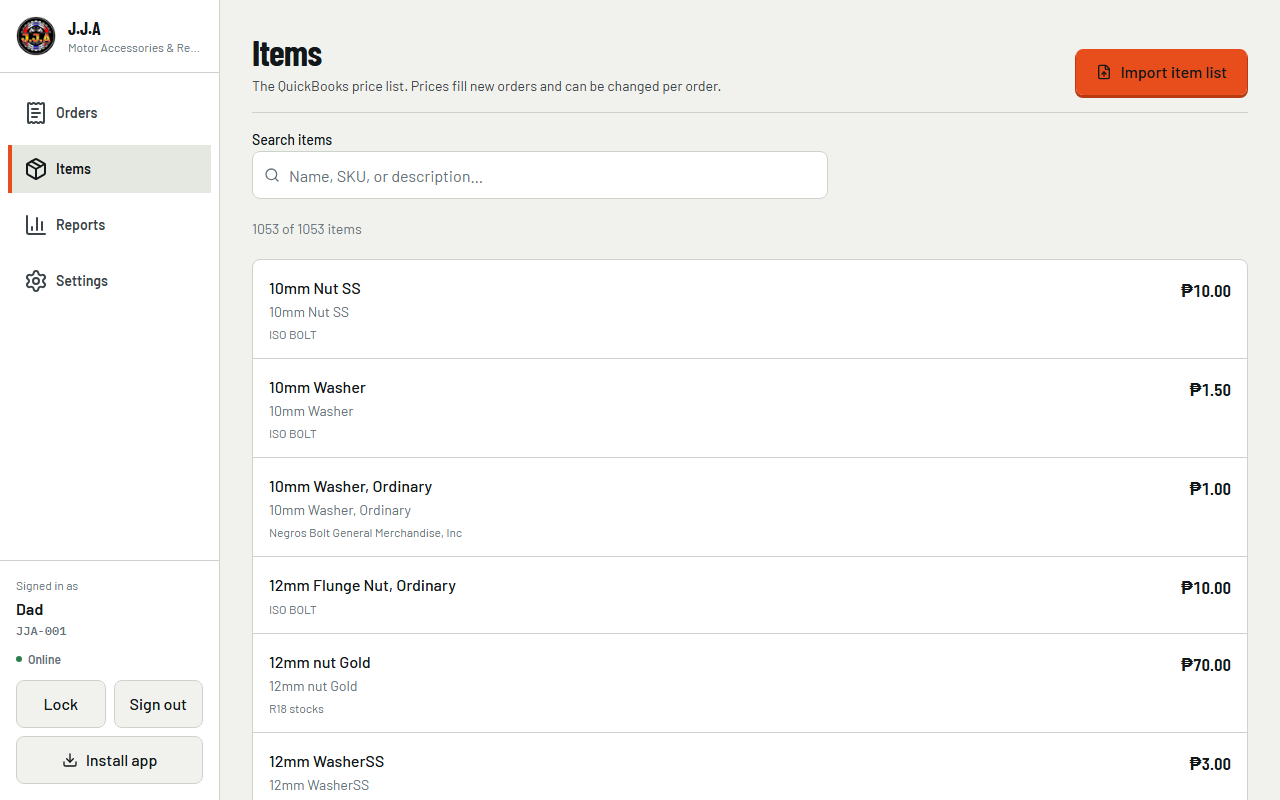 J.J.A
J.J.A
Motor Accessories & Re...
Orders
Items
Reports
Settings
Signed in as
Dad
JJA-001
Online
Lock
Sign out
Install app
Items
The QuickBooks price list. Prices fill new orders and can be changed per order.
Import item list
Search items
Name, SKU, or description...
1053 of 1053 items
10mm Nut SS
₱10.00
10mm Nut SS
ISO BOLT
10mm Washer
₱1.50
10mm Washer
ISO BOLT
10mm Washer, Ordinary
₱1.00
10mm Washer, Ordinary
Negros Bolt General Merchandise, Inc
12mm Flunge Nut, Ordinary
₱10.00
ISO BOLT
12mm nut Gold
₱70.00
12mm nut Gold
R18 stocks
12mm WasherSS
₱3.00
12mm WasherSS